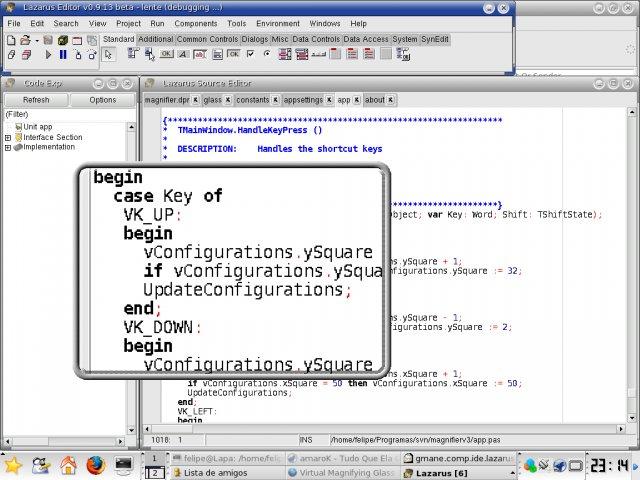 Lazarus Editor v0.9.13 beta - lente (debugging ...)
File Edit Search View Project Run Components Tools Environment Windows Help
Standard Additional Common Controls Dialogs Misc Data Controls Data Access System SynEdit
Code Exp
Lazarus Source Editor
Refresh Options
(Filter)
Unit app
Interface Section
Implementation
magnifier.dpr glass constants appsettings app about
{*******************************************************
* TMainWindow.HandleKeyPress ()
*
* DESCRIPTION: Handles the shortcut keys
*
********************}
bject; var Key: Word; Shift: TShiftState);
begin
case Key of
VK_UP:
begin
vConfigurations.ySquare
if vConfigurations.ySqua
UpdateConfigurations;
end;
VK_DOWN:
begin
vConfigurations.ySquare
s.ySquare + 1;
gurations.ySquare := 32;
s.ySquare - 1;
figurations.ySquare := 2;
s.xSquare + 1;
if vConfigurations.xSquare = 50 then vConfigurations.xSquare := 50;
UpdateConfigurations;
end;
VK_LEFT:
begin
1018: 1 INS /home/felipe/Programas/svn/magnifierv3/app.pas
1
2
felipe@Lapa: /home/felip
amaroK - Tudo Que Ela
gmane.comp.ide.lazarus
Lista de amigos
Virtual Magnifying Glass
Lazarus [6]
23:14